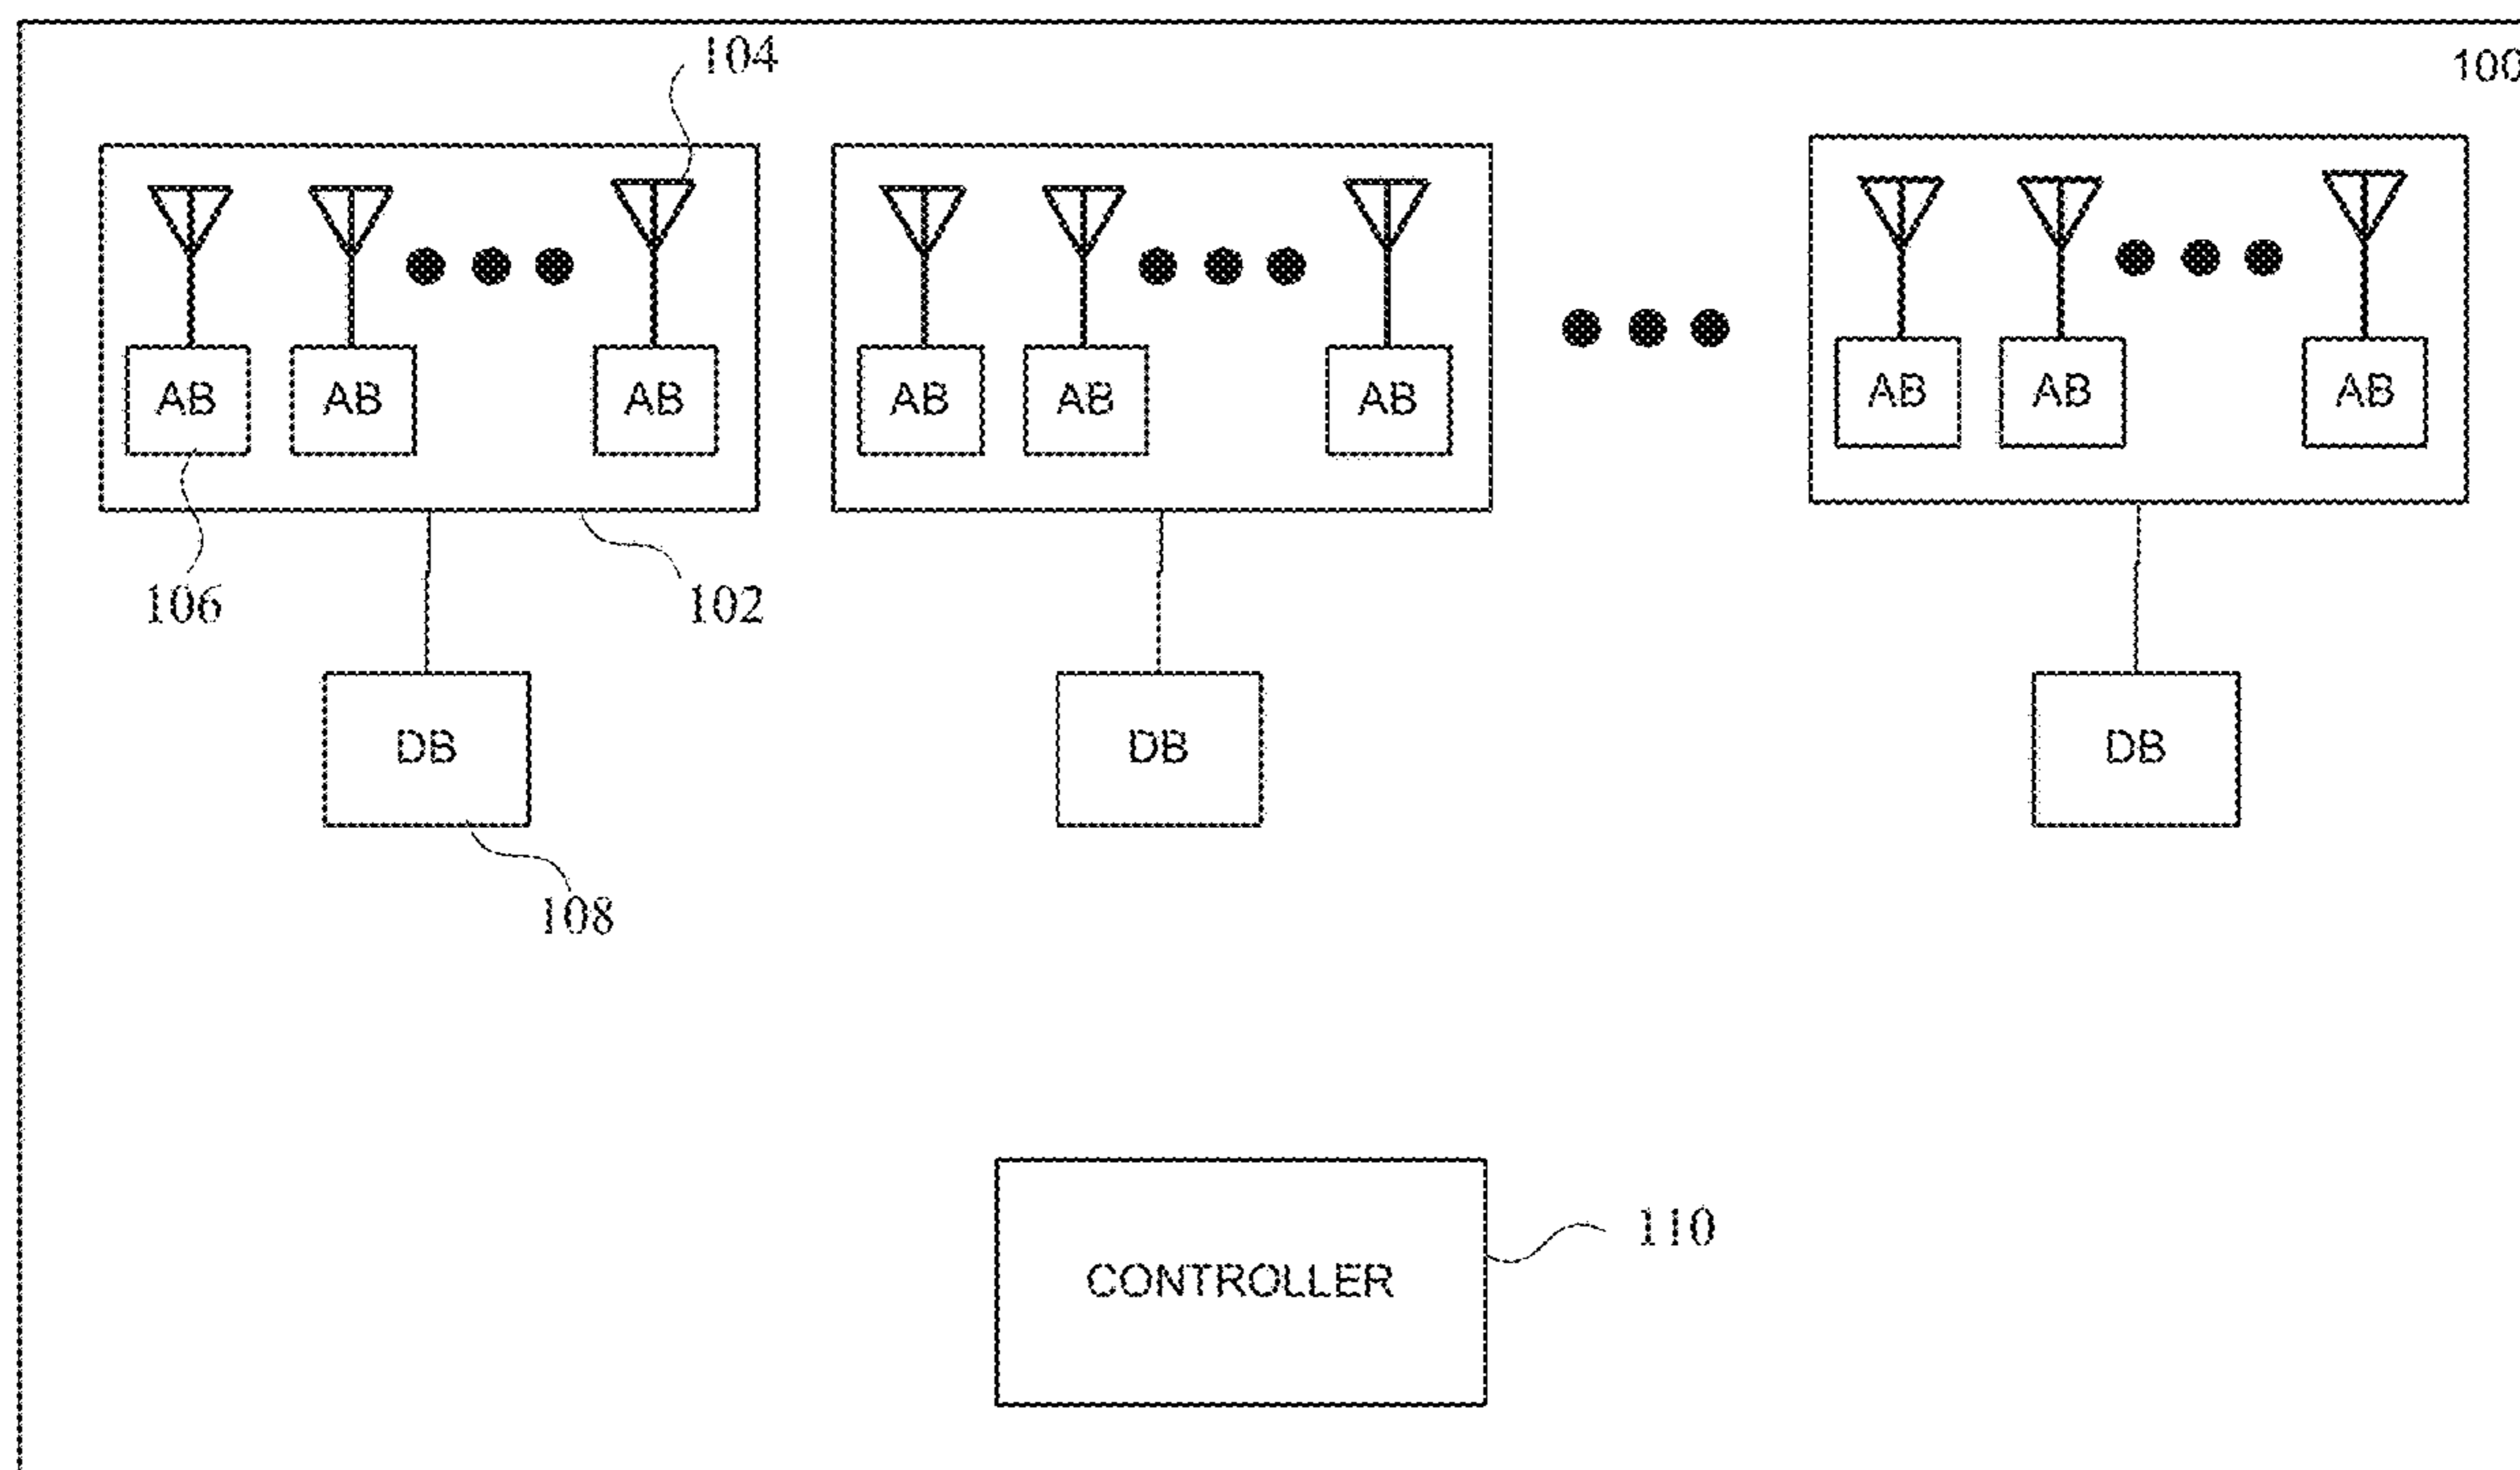 104
100
AB AB AB AB AB AB AB AB AB
106 102
DB DB DB
108
110
CONTROLLER